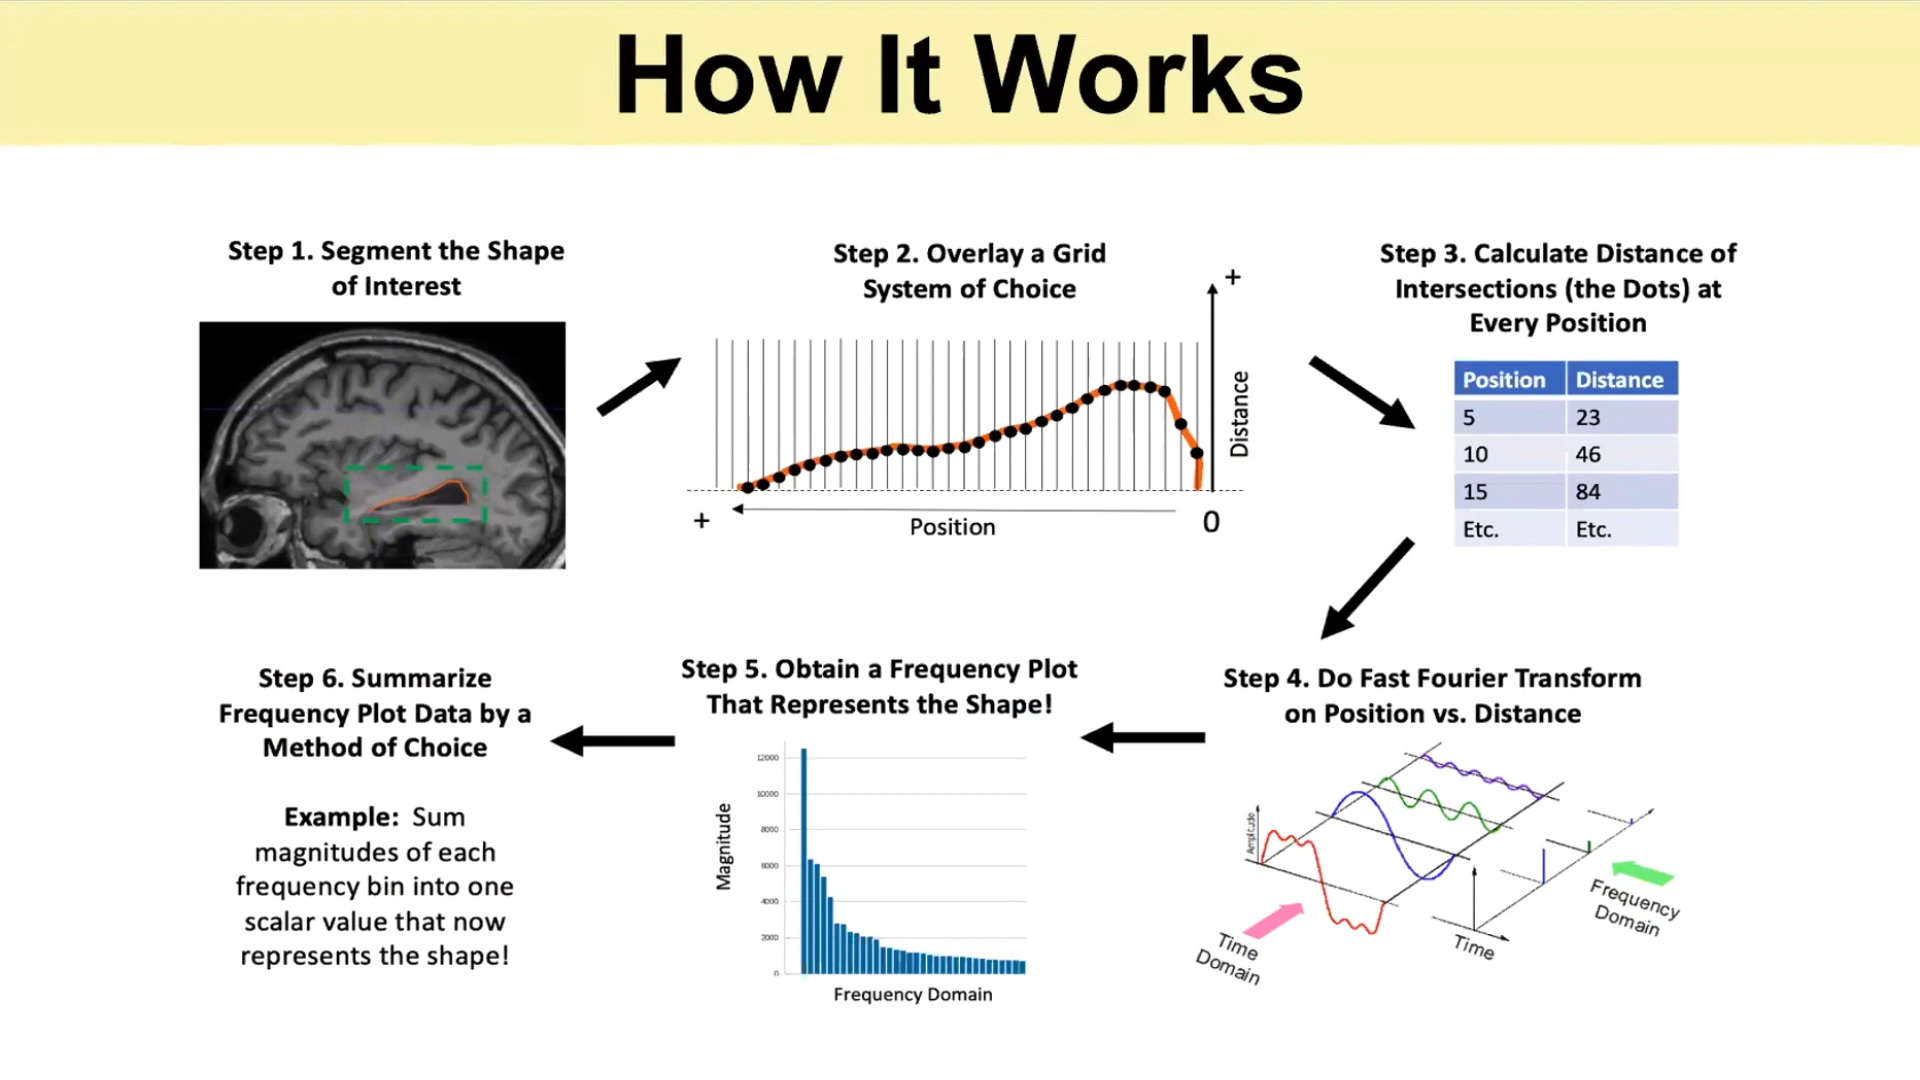 How It Works
Step 1. Segment the Shape
of Interest
Step 2. Overlay a Grid
System of Choice
+
Distance
+
Position
0
Step 3. Calculate Distance of
Intersections (the Dots) at
Every Position
Position Distance
5 23
10 46
15 84
Etc. Etc.
Step 4. Do Fast Fourier Transform
on Position vs. Distance
Amplitude
Time
Domain
Time
Frequency
Domain
Step 5. Obtain a Frequency Plot
That Represents the Shape!
Magnitude
12000
10000
8000
6000
4000
2000
0
Frequency Domain
Step 6. Summarize
Frequency Plot Data by a
Method of Choice
Example: Sum
magnitudes of each
frequency bin into one
scalar value that now
represents the shape!